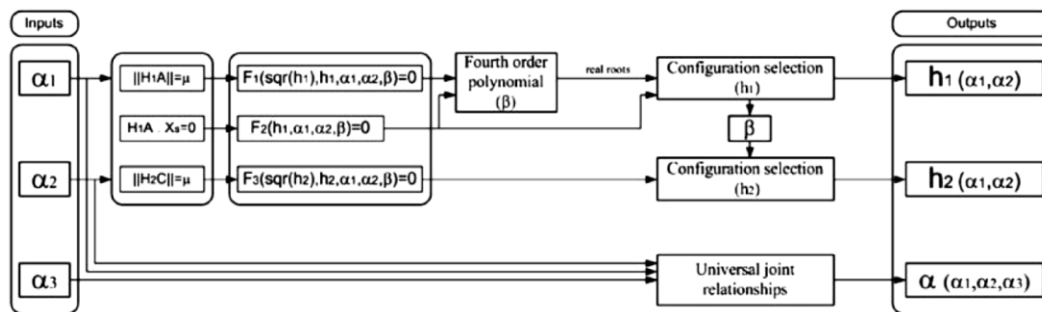 Inputs
Outputs
α1
||H1A||=μ
F1(sqr(h1),h1,α1,α2,β)=0
Fourth order
polynomial
(β)
real roots
Configuration selection
(h1)
h1 (α1,α2)
H1A . Xs=0
F2(h1,α1,α2,β)=0
β
α2
||H2C||=μ
F3(sqr(h2),h2,α1,α2,β)=0
Configuration selection
(h2)
h2 (α1,α2)
α3
Universal joint
relationships
α (α1,α2,α3)